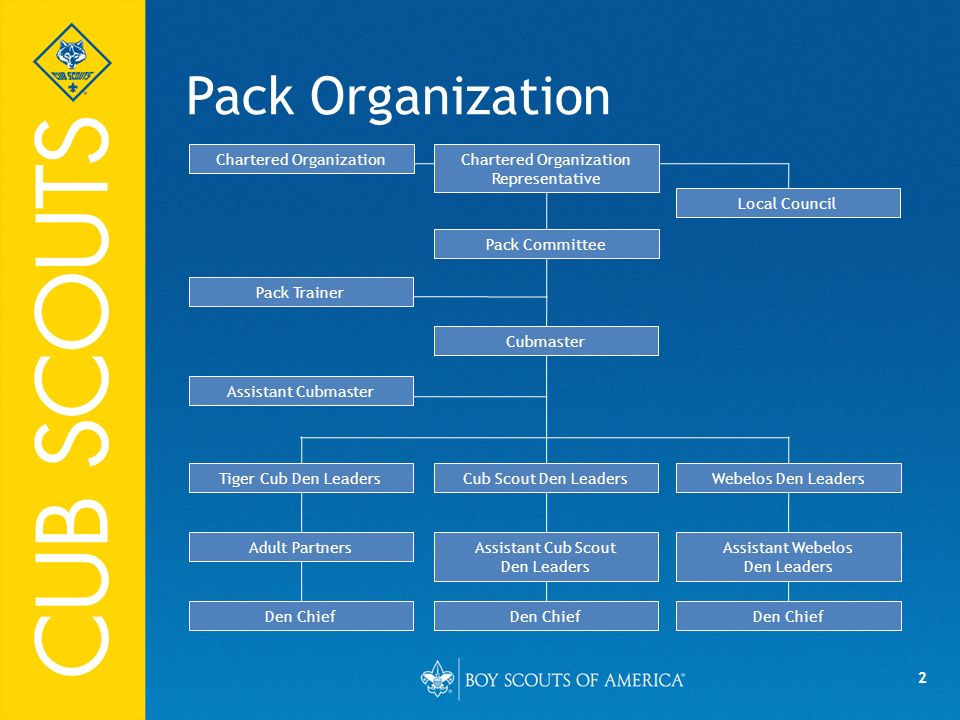 CUB SCOUTS®
CUB SCOUTS
Pack Organization
Chartered Organization
Chartered Organization
Representative
Local Council
Pack Committee
Pack Trainer
Cubmaster
Assistant Cubmaster
Tiger Cub Den Leaders
Cub Scout Den Leaders
Webelos Den Leaders
Adult Partners
Assistant Cub Scout
Den Leaders
Assistant Webelos
Den Leaders
Den Chief
Den Chief
Den Chief
BOY SCOUTS OF AMERICA®
2